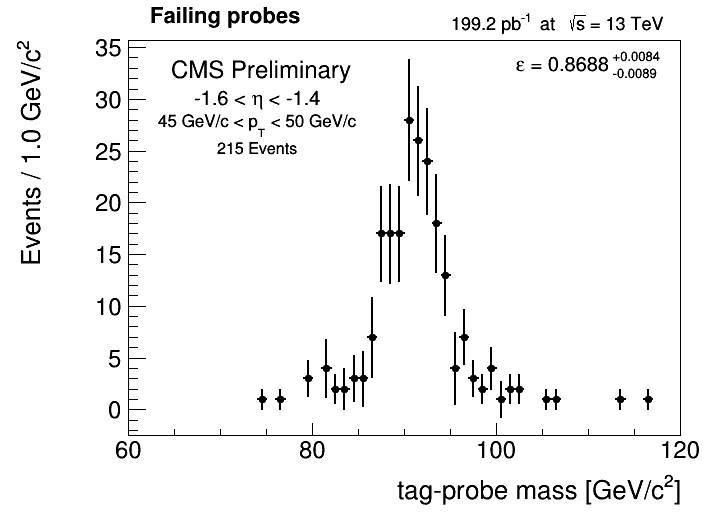 Failing probes
199.2 pb⁻¹ at √s = 13 TeV
Events / 1.0 GeV/c²
CMS Preliminary
-1.6 < η < -1.4
45 GeV/c < p_T < 50 GeV/c
215 Events
ε = 0.8688 +0.0084 -0.0089
35
30
25
20
15
10
5
0
60 80 100 120
tag-probe mass [GeV/c²]